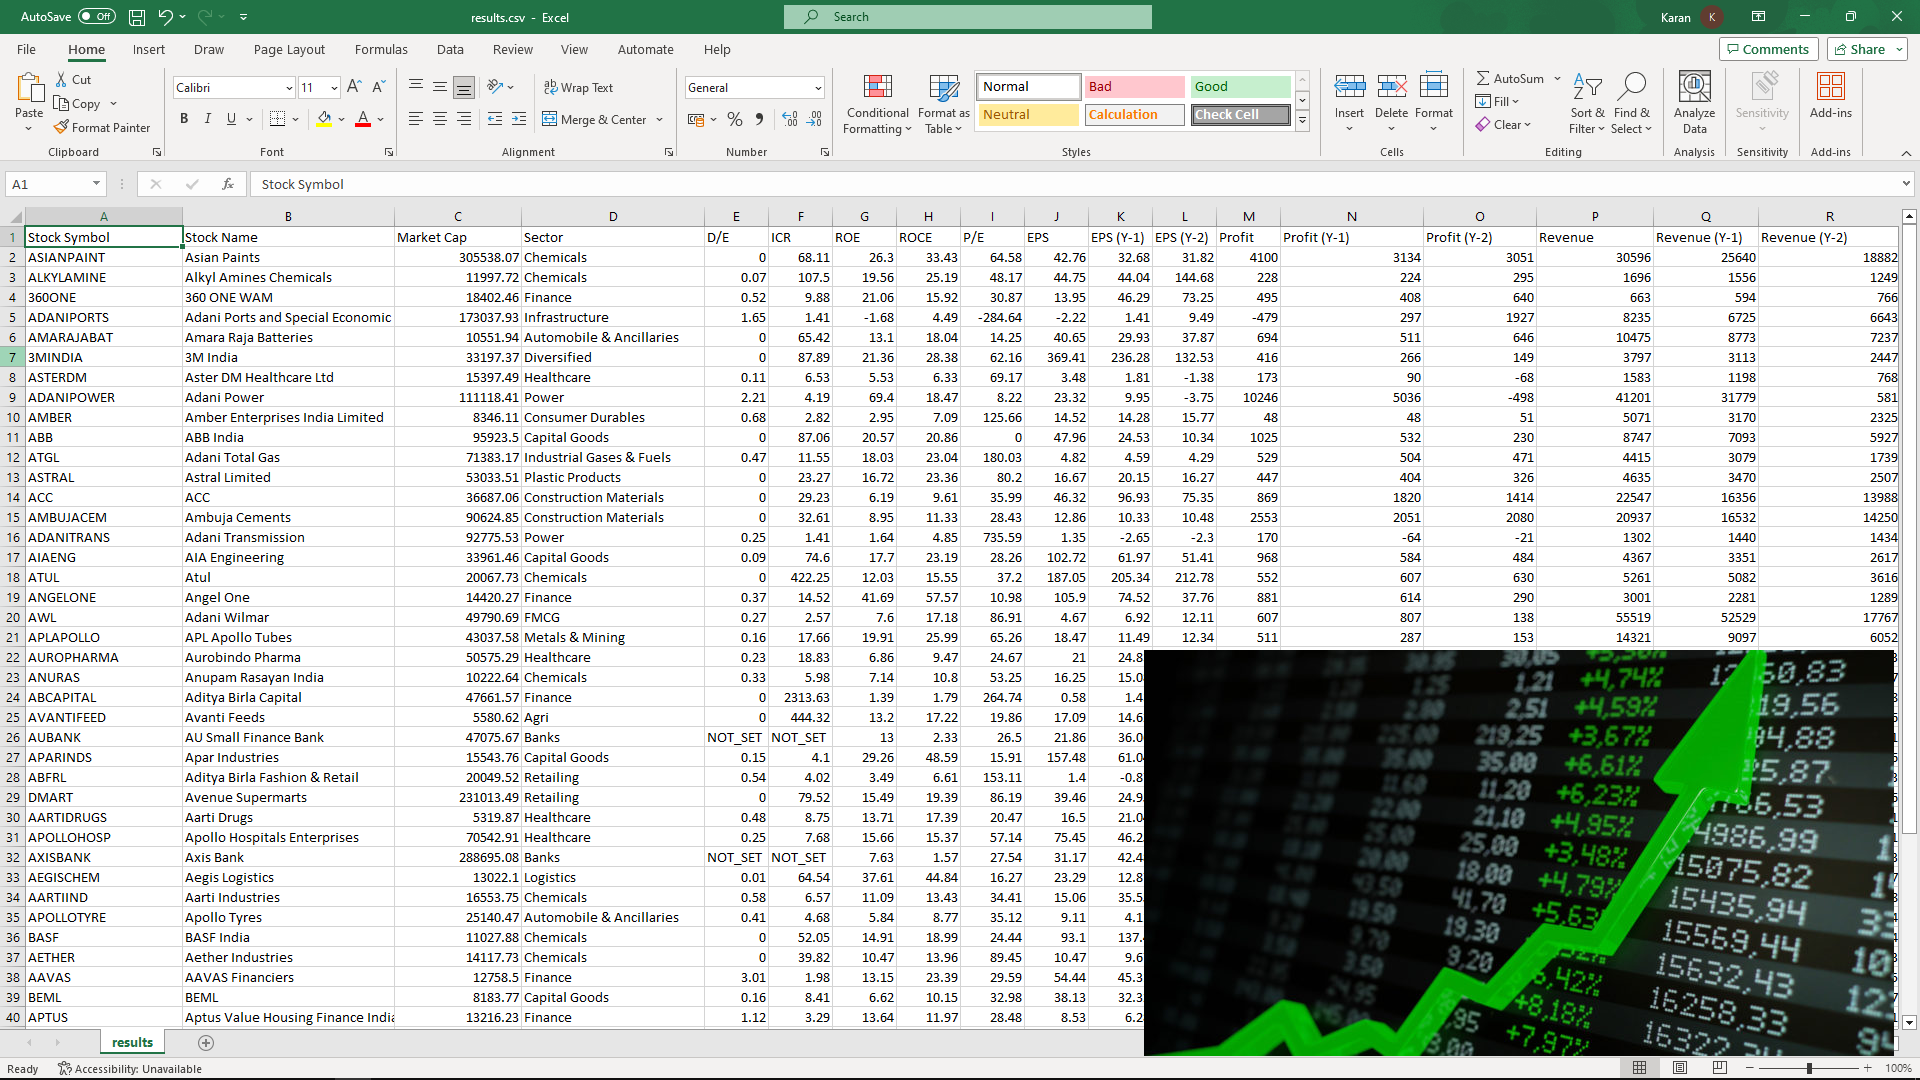 AutoSave Off results.csv - Excel Search Karan K
File Home Insert Draw Page Layout Formulas Data Review View Automate Help Comments Share
Paste Cut Copy Format Painter Clipboard
Calibri 11 B I U Font
Wrap Text Merge & Center Alignment
General % Number
Conditional Formatting Format as Table Normal Bad Good Neutral Calculation Check Cell Styles
Insert Delete Format Cells
AutoSum Fill Clear Sort & Filter Find & Select Editing
Analyze Data Analysis
Sensitivity Sensitivity
Add-ins Add-ins
A1 fx Stock Symbol
A B C D E F G H I J K L M N O P Q R
1 Stock Symbol Stock Name Market Cap Sector D/E ICR ROE ROCE P/E EPS EPS (Y-1) EPS (Y-2) Profit Profit (Y-1) Profit (Y-2) Revenue Revenue (Y-1) Revenue (Y-2)
2 ASIANPAINT Asian Paints 305538.07 Chemicals 0 68.11 26.3 33.43 64.58 42.76 32.68 31.82 4100 3134 3051 30596 25640 18882
3 ALKYLAMINE Alkyl Amines Chemicals 11997.72 Chemicals 0.07 107.5 19.56 25.19 48.17 44.75 44.04 144.68 228 224 295 1696 1556 1249
4 360ONE 360 ONE WAM 18402.46 Finance 0.52 9.88 21.06 15.92 30.87 13.95 46.29 73.25 495 408 640 663 594 766
5 ADANIPORTS Adani Ports and Special Economic 173037.93 Infrastructure 1.65 1.41 -1.68 4.49 -284.64 -2.22 1.41 9.49 -479 297 1927 8235 6725 6643
6 AMARAJABAT Amara Raja Batteries 10551.94 Automobile & Ancillaries 0 65.42 13.1 18.04 14.25 40.65 29.93 37.87 694 511 646 10475 8773 7237
7 3MINDIA 3M India 33197.37 Diversified 0 87.89 21.36 28.38 62.16 369.41 236.28 132.53 416 266 149 3797 3113 2447
8 ASTERDM Aster DM Healthcare Ltd 15397.49 Healthcare 0.11 6.53 5.53 6.33 69.17 3.48 1.81 -1.38 173 90 -68 1583 1198 768
9 ADANIPOWER Adani Power 111118.41 Power 2.21 4.19 69.4 18.47 8.22 23.32 9.95 -3.75 10246 5036 -498 41201 31779 581
10 AMBER Amber Enterprises India Limited 8346.11 Consumer Durables 0.68 2.82 2.95 7.09 125.66 14.52 14.28 15.77 48 48 51 5071 3170 2325
11 ABB ABB India 95923.5 Capital Goods 0 87.06 20.57 20.86 0 47.96 24.53 10.34 1025 532 230 8747 7093 5927
12 ATGL Adani Total Gas 71383.17 Industrial Gases & Fuels 0.47 11.55 18.03 23.04 180.03 4.82 4.59 4.29 529 504 471 4415 3079 1739
13 ASTRAL Astral Limited 53033.51 Plastic Products 0 23.27 16.72 23.36 80.2 16.67 20.15 16.27 447 404 326 4635 3470 2507
14 ACC ACC 36687.06 Construction Materials 0 29.23 6.19 9.61 35.99 46.32 96.93 75.35 869 1820 1414 22547 16356 13988
15 AMBUJACEM Ambuja Cements 90624.85 Construction Materials 0 32.61 8.95 11.33 28.43 12.86 10.33 10.48 2553 2051 2080 20937 16532 14250
16 ADANITRANS Adani Transmission 92775.53 Power 0.25 1.41 1.64 4.85 735.59 1.35 -2.65 -2.3 170 -64 -21 1302 1440 1434
17 AIAENG AIA Engineering 33961.46 Capital Goods 0.09 74.6 17.7 23.19 28.26 102.72 61.97 51.41 968 584 484 4367 3351 2617
18 ATUL Atul 20067.73 Chemicals 0 422.25 12.03 15.55 37.2 187.05 205.34 212.78 552 607 630 5261 5082 3616
19 ANGELONE Angel One 14420.27 Finance 0.37 14.52 41.69 57.57 10.98 105.9 74.52 37.76 881 614 290 3001 2281 1289
20 AWL Adani Wilmar 49790.69 FMCG 0.27 2.57 7.6 17.18 86.91 4.67 6.92 12.11 607 807 138 55519 52529 17767
21 APLAPOLLO APL Apollo Tubes 43037.58 Metals & Mining 0.16 17.66 19.91 25.99 65.26 18.47 11.49 12.34 511 287 153 14321 9097 6052
22 AUROPHARMA Aurobindo Pharma 50575.29 Healthcare 0.23 18.83 6.86 9.47 24.67 21 24.8
23 ANURAS Anupam Rasayan India 10222.64 Chemicals 0.33 5.98 7.14 10.8 53.25 16.25 15.0
24 ABCAPITAL Aditya Birla Capital 47661.57 Finance 0 2313.63 1.39 1.79 264.74 0.58 1.4
25 AVANTIFEED Avanti Feeds 5580.62 Agri 0 444.32 13.2 17.22 19.86 17.09 14.6
26 AUBANK AU Small Finance Bank 47075.67 Banks NOT_SET NOT_SET 13 2.33 26.5 21.86 36.0
27 APARINDS Apar Industries 15543.76 Capital Goods 0.15 4.1 29.26 48.59 15.91 157.48 61.0
28 ABFRL Aditya Birla Fashion & Retail 20049.52 Retailing 0.54 4.02 3.49 6.61 153.11 1.4 -0.8
29 DMART Avenue Supermarts 231013.49 Retailing 0 79.52 15.49 19.39 86.19 39.46 24.9
30 AARTIDRUGS Aarti Drugs 5319.87 Healthcare 0.48 8.75 13.71 17.39 20.47 16.5 21.0
31 APOLLOHOSP Apollo Hospitals Enterprises 70542.91 Healthcare 0.25 7.68 15.66 15.37 57.14 75.45 46.2
32 AXISBANK Axis Bank 288695.08 Banks NOT_SET NOT_SET 7.63 1.57 27.54 31.17 42.4
33 AEGISCHEM Aegis Logistics 13022.1 Logistics 0.01 64.54 37.61 44.84 16.27 23.29 12.8
34 AARTIIND Aarti Industries 16553.75 Chemicals 0.58 6.57 11.09 13.43 34.41 15.06 35.5
35 APOLLOTYRE Apollo Tyres 25140.47 Automobile & Ancillaries 0.41 4.68 5.84 8.77 35.12 9.11 4.1
36 BASF BASF India 11027.88 Chemicals 0 52.05 14.91 18.99 24.44 93.1 137.
37 AETHER Aether Industries 14117.73 Chemicals 0 39.82 10.47 13.96 89.45 10.47 9.6
38 AAVAS AAVAS Financiers 12758.5 Finance 3.01 1.98 13.15 23.39 29.59 54.44 45.3
39 BEML BEML 8183.77 Capital Goods 0.16 8.41 6.62 10.15 32.98 38.13 32.3
40 APTUS Aptus Value Housing Finance India 13216.23 Finance 1.12 3.29 13.64 11.97 28.48 8.53 6.2
1,21 +4,74%
2,51 +4,59% 19,56
219,25 +3,67% 94,88
35,00 +6,61%
11,20 +6,23%
21,10 +4,95% 4986,99
25,00 +3,48% 15075,82
18,00 +4,79% 15435,94
41,70 15569,44
19,30 15632,43
9,20 16258,33
+8,18%
+7,97%
results
Ready Accessibility: Unavailable 100%